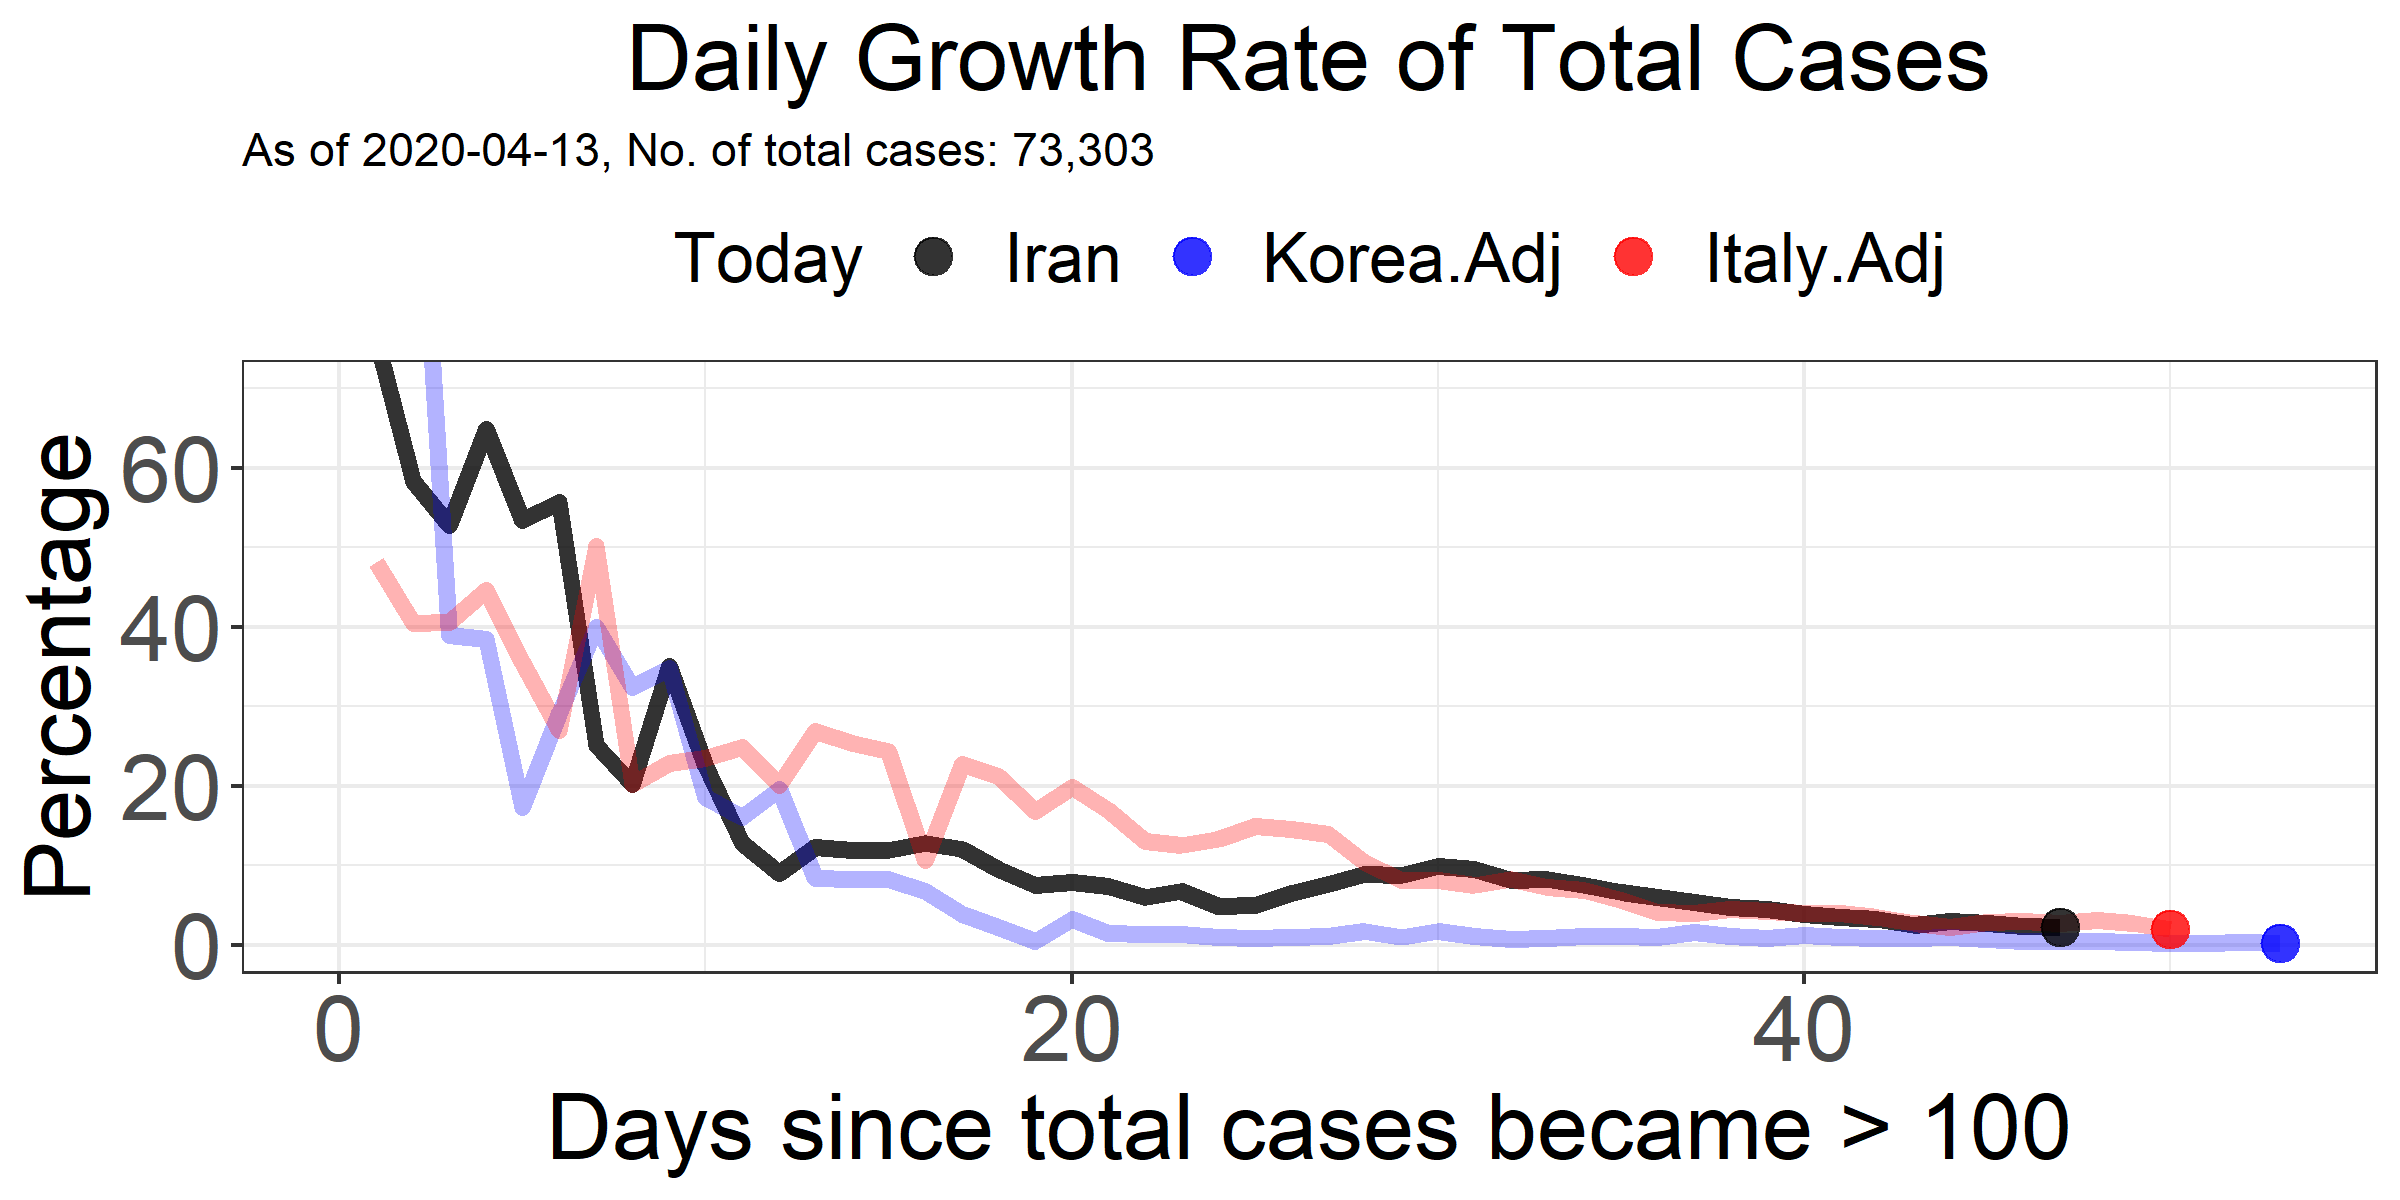 Daily Growth Rate of Total Cases
As of 2020-04-13, No. of total cases: 73,303
Today Iran Korea.Adj Italy.Adj
Percentage
60
40
20
0
0 20 40
Days since total cases became > 100